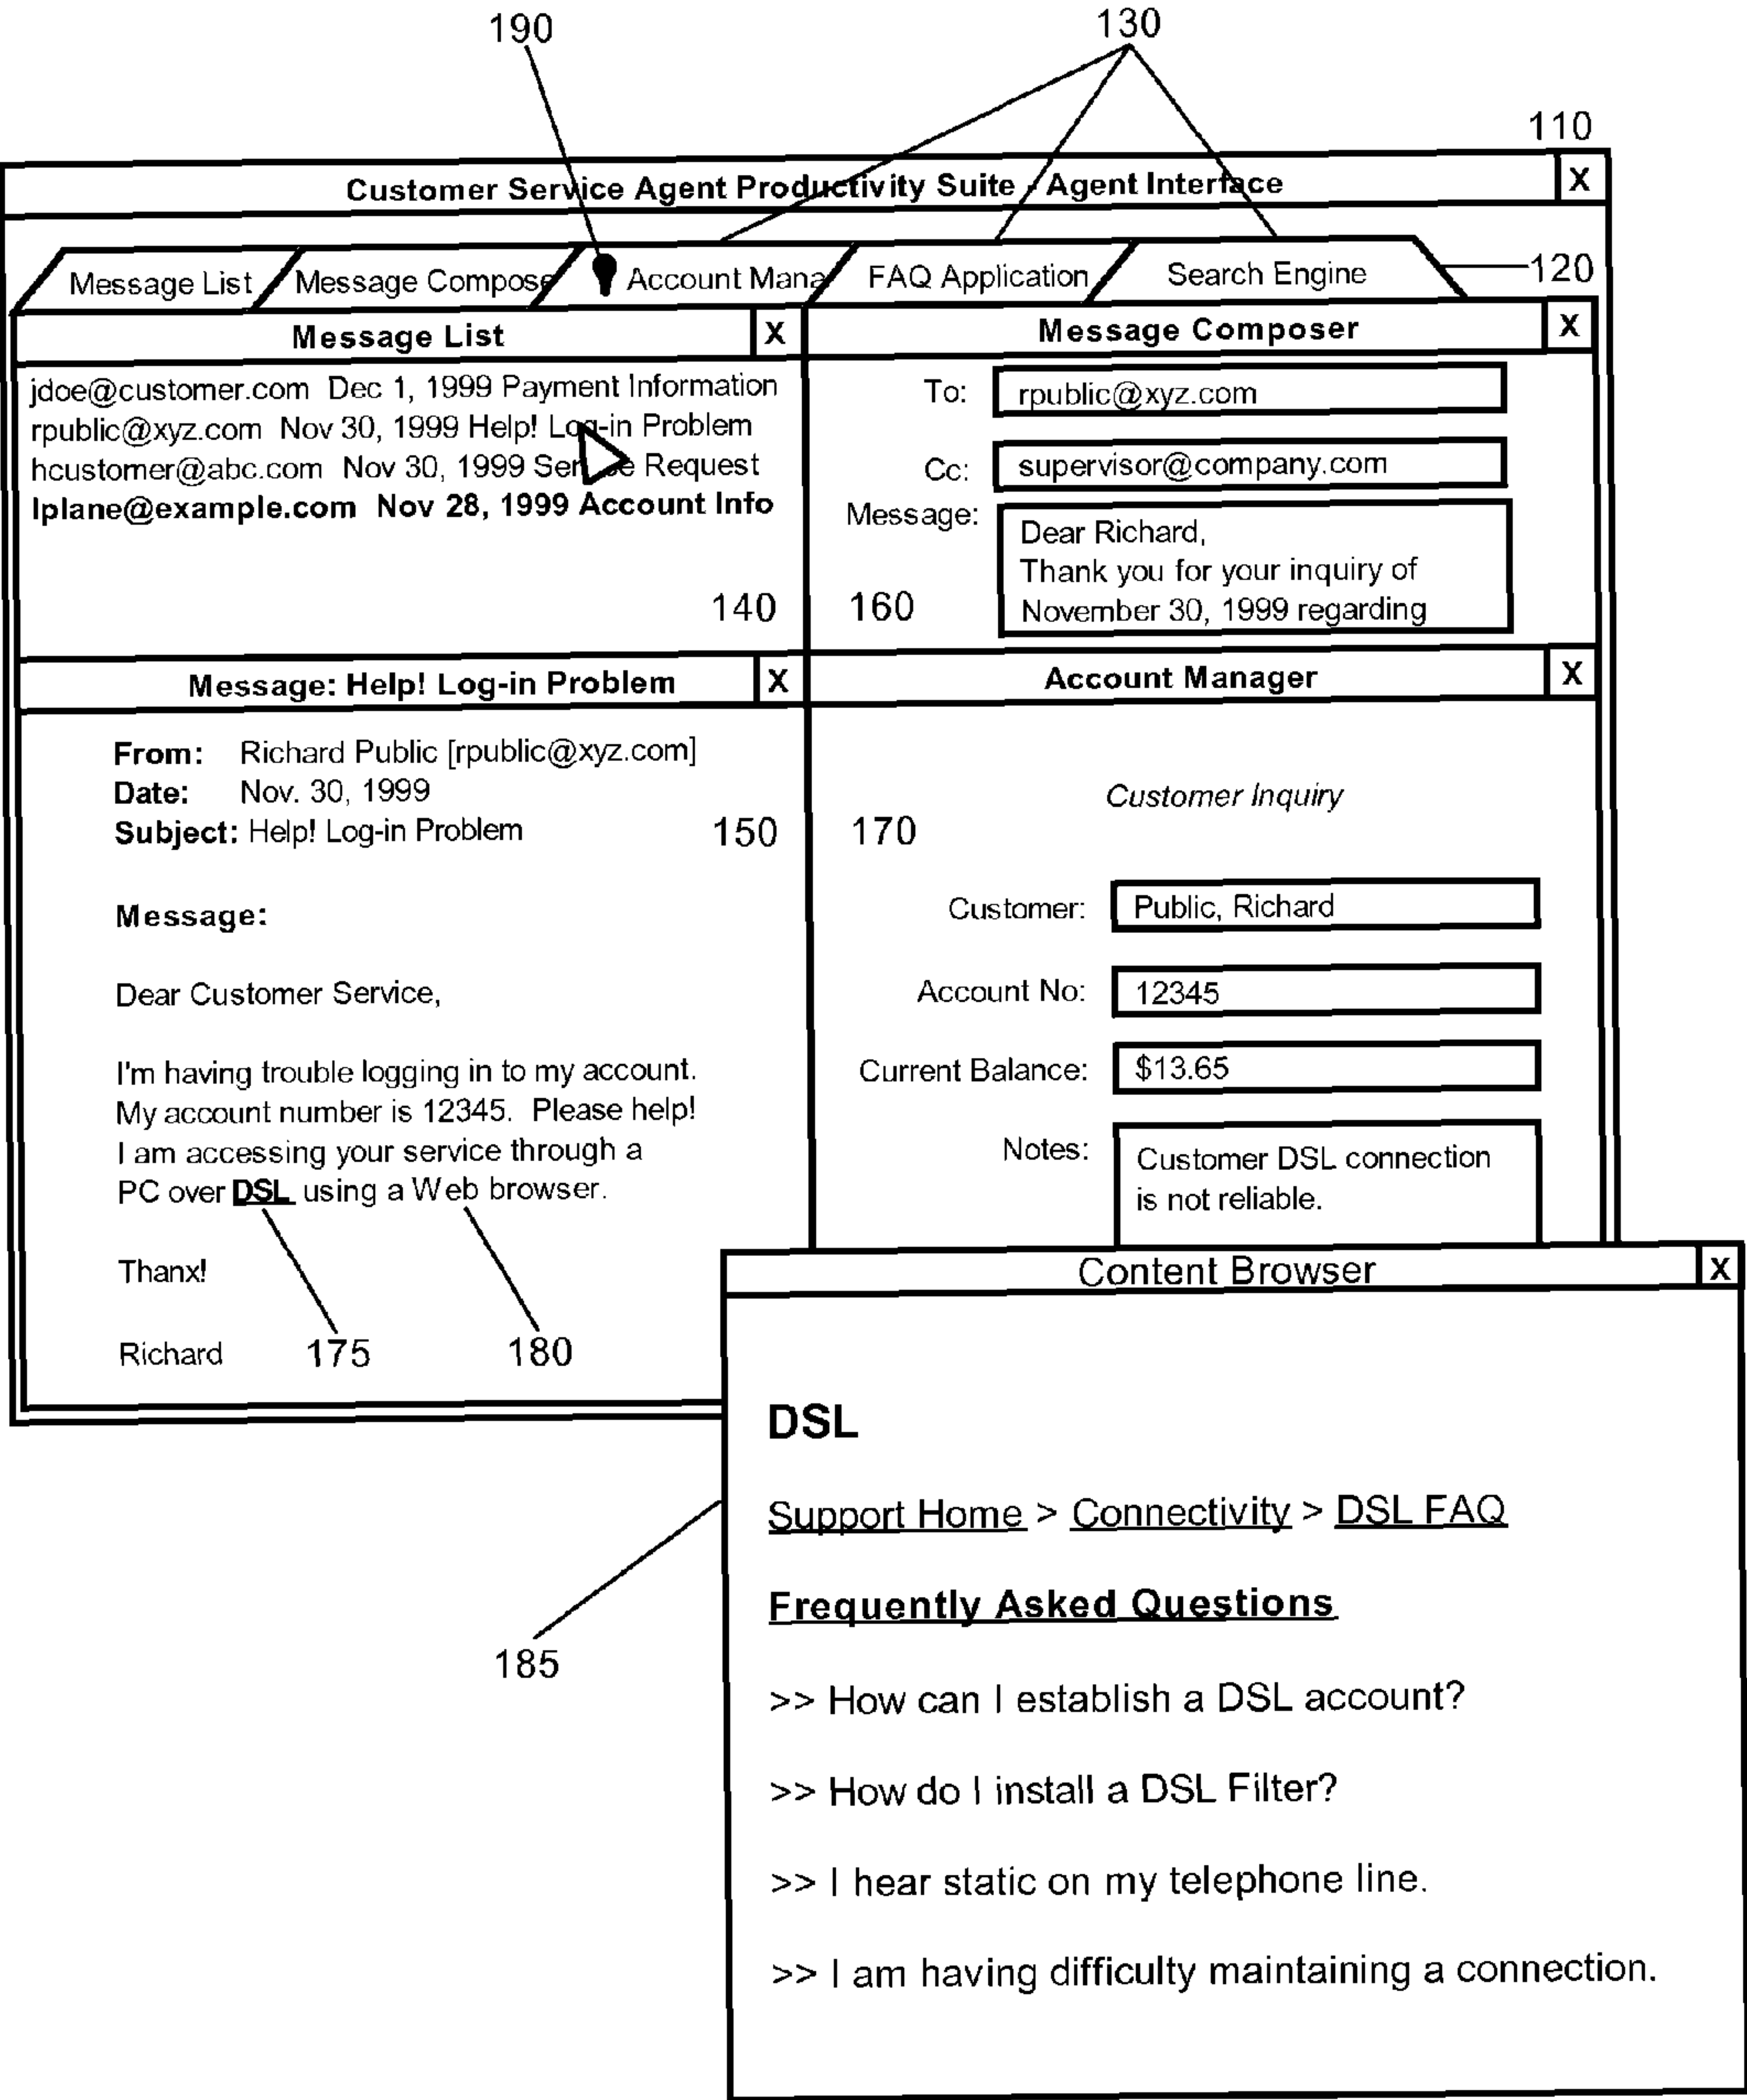 190
130
110
Customer Service Agent Productivity Suite - Agent Interface X
Message List Message Compose Account Mana FAQ Application Search Engine 120
Message List X
jdoe@customer.com Dec 1, 1999 Payment Information
rpublic@xyz.com Nov 30, 1999 Help! Log-in Problem
hcustomer@abc.com Nov 30, 1999 Service Request
lplane@example.com Nov 28, 1999 Account Info
140
Message Composer X
To: rpublic@xyz.com
Cc: supervisor@company.com
Message: Dear Richard,
Thank you for your inquiry of
November 30, 1999 regarding
160
Message: Help! Log-in Problem X
From: Richard Public [rpublic@xyz.com]
Date: Nov. 30, 1999
Subject: Help! Log-in Problem
150
Message:
Dear Customer Service,
I'm having trouble logging in to my account.
My account number is 12345. Please help!
I am accessing your service through a
PC over DSL using a Web browser.
Thanx!
Richard
175
180
Account Manager X
Customer Inquiry
170
Customer: Public, Richard
Account No: 12345
Current Balance: $13.65
Notes: Customer DSL connection
is not reliable.
Content Browser X
DSL
Support Home > Connectivity > DSL FAQ
Frequently Asked Questions
185
>> How can I establish a DSL account?
>> How do I install a DSL Filter?
>> I hear static on my telephone line.
>> I am having difficulty maintaining a connection.